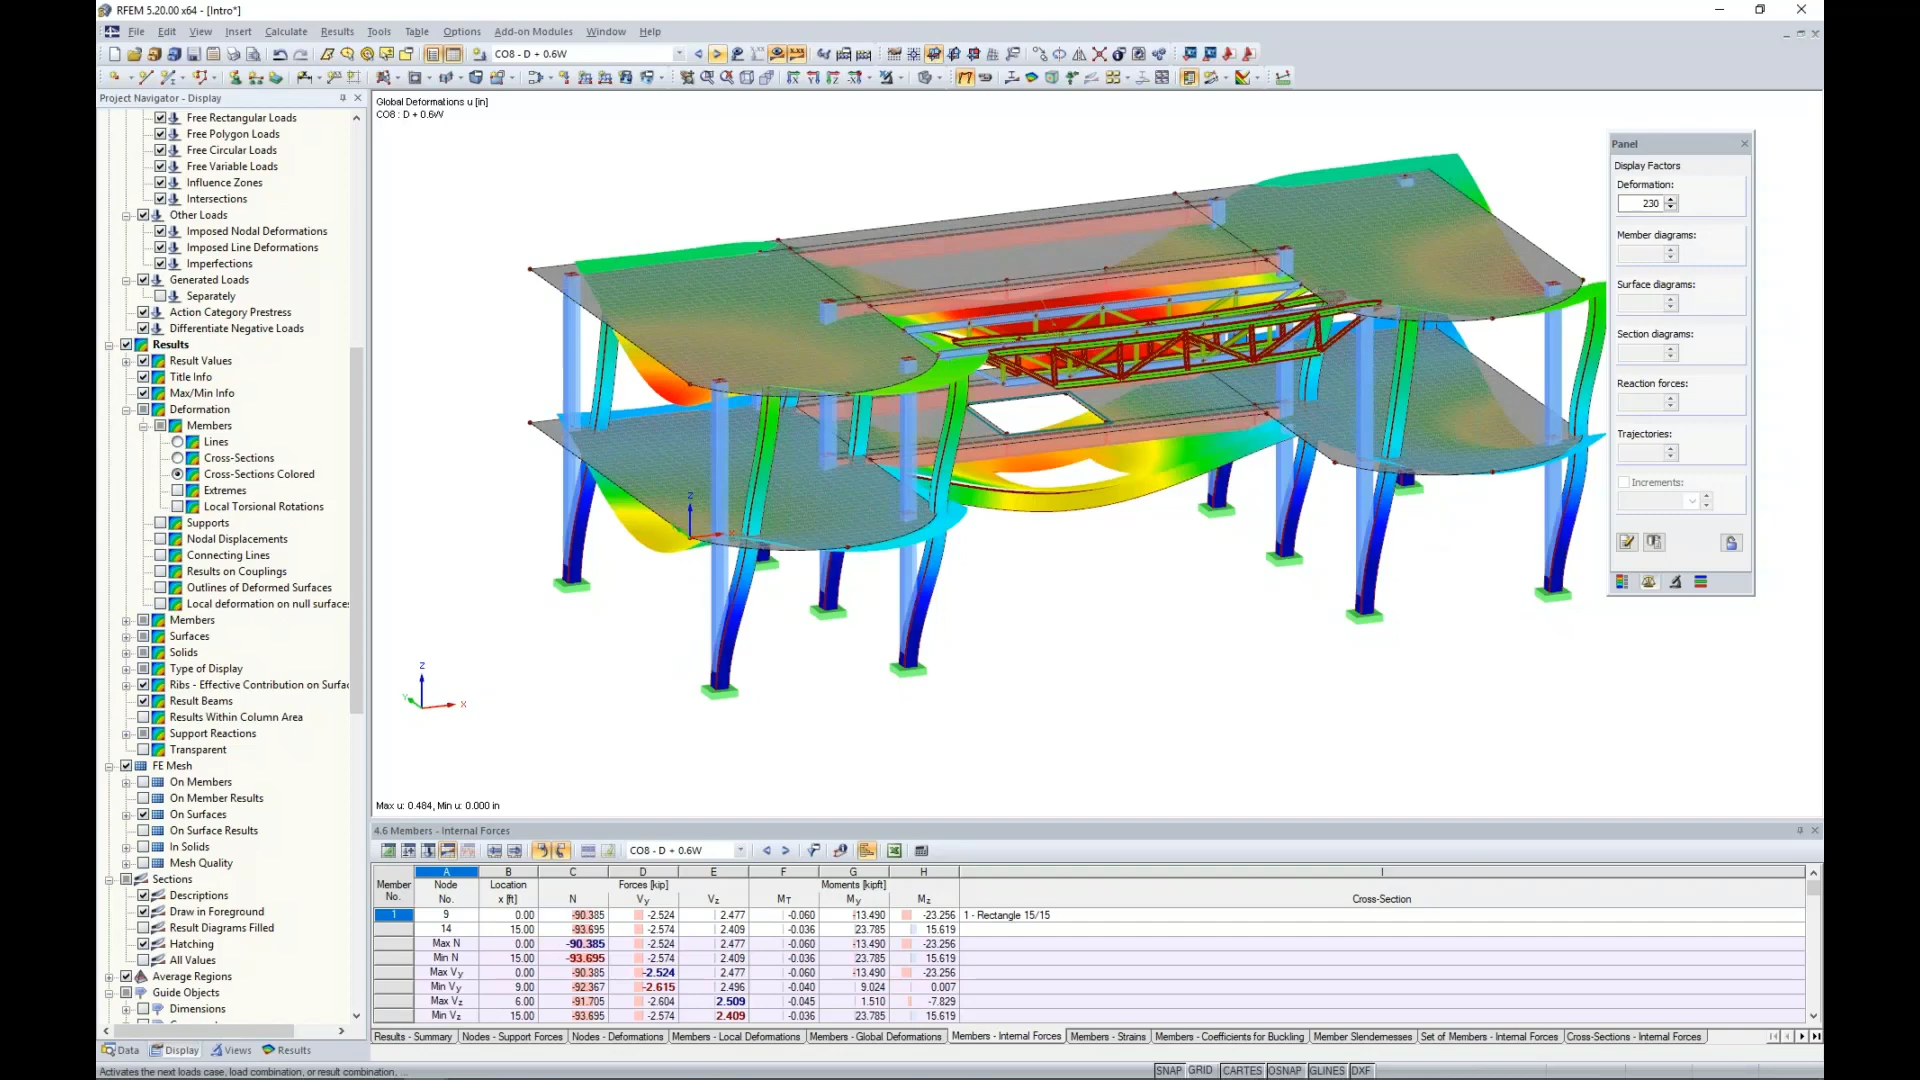 RFEM 5.20.00 x64 - [Intro*]
File Edit View Insert Calculate Results Tools Table Options Add-on Modules Window Help
CO8 - D + 0.6W
Project Navigator - Display
Free Rectangular Loads
Free Polygon Loads
Free Circular Loads
Free Variable Loads
Influence Zones
Intersections
Other Loads
Imposed Nodal Deformations
Imposed Line Deformations
Imperfections
Generated Loads
Separately
Action Category Prestress
Differentiate Negative Loads
Results
Result Values
Title Info
Max/Min Info
Deformation
Members
Lines
Cross-Sections
Cross-Sections Colored
Extremes
Local Torsional Rotations
Supports
Nodal Displacements
Connecting Lines
Results on Couplings
Outlines of Deformed Surfaces
Local deformation on null surfaces
Members
Surfaces
Solids
Type of Display
Ribs - Effective Contribution on Surfac
Result Beams
Results Within Column Area
Support Reactions
Transparent
FE Mesh
On Members
On Member Results
On Surfaces
On Surface Results
In Solids
Mesh Quality
Sections
Descriptions
Draw in Foreground
Result Diagrams Filled
Hatching
All Values
Average Regions
Guide Objects
Dimensions
Data Display Views Results
Global Deformations u [in]
CO8 : D + 0.6W
Z
X
Z
Y
X
Max u: 0.484, Min u: 0.000 in
Panel
Display Factors
Deformation:
230
Member diagrams:
Surface diagrams:
Section diagrams:
Reaction forces:
Trajectories:
Increments:
4.6 Members - Internal Forces
CO8 - D + 0.6W
A B C D E F G H I
Member Node Location Forces [kip] Moments [kipft]
No. No. x [ft] N Vy Vz MT My Mz Cross-Section
1 9 0.00 -90.385 -2.524 2.477 -0.060 -13.490 -23.256 1 - Rectangle 15/15
14 15.00 -93.695 -2.574 2.409 -0.036 23.785 15.619
Max N 0.00 -90.385 -2.524 2.477 -0.060 -13.490 -23.256
Min N 15.00 -93.695 -2.574 2.409 -0.036 23.785 15.619
Max Vy 0.00 -90.385 -2.524 2.477 -0.060 -13.490 -23.256
Min Vy 9.00 -92.367 -2.615 2.496 -0.040 9.024 0.007
Max Vz 6.00 -91.705 -2.604 2.509 -0.045 1.510 -7.829
Min Vz 15.00 -93.695 -2.574 2.409 -0.036 23.785 15.619
Results - Summary Nodes - Support Forces Nodes - Deformations Members - Local Deformations Members - Global Deformations Members - Internal Forces Members - Strains Members - Coefficients for Buckling Member Slendernesses Set of Members - Internal Forces Cross-Sections - Internal Forces
Activates the next loads case, load combination, or result combination, ...
SNAP GRID CARTES OSNAP GLINES DXF